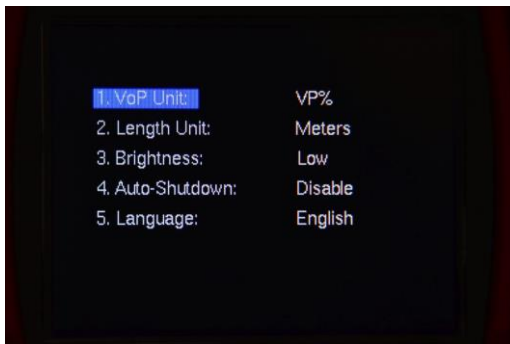 1. VoP Unit: VP%
2. Length Unit: Meters
3. Brightness: Low
4. Auto-Shutdown: Disable
5. Language: English